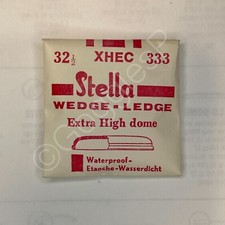 32½ XHEC 333
Stella
WEDGE - LEDGE
Extra High dome
Waterproof-
Etanche-Wasserdicht